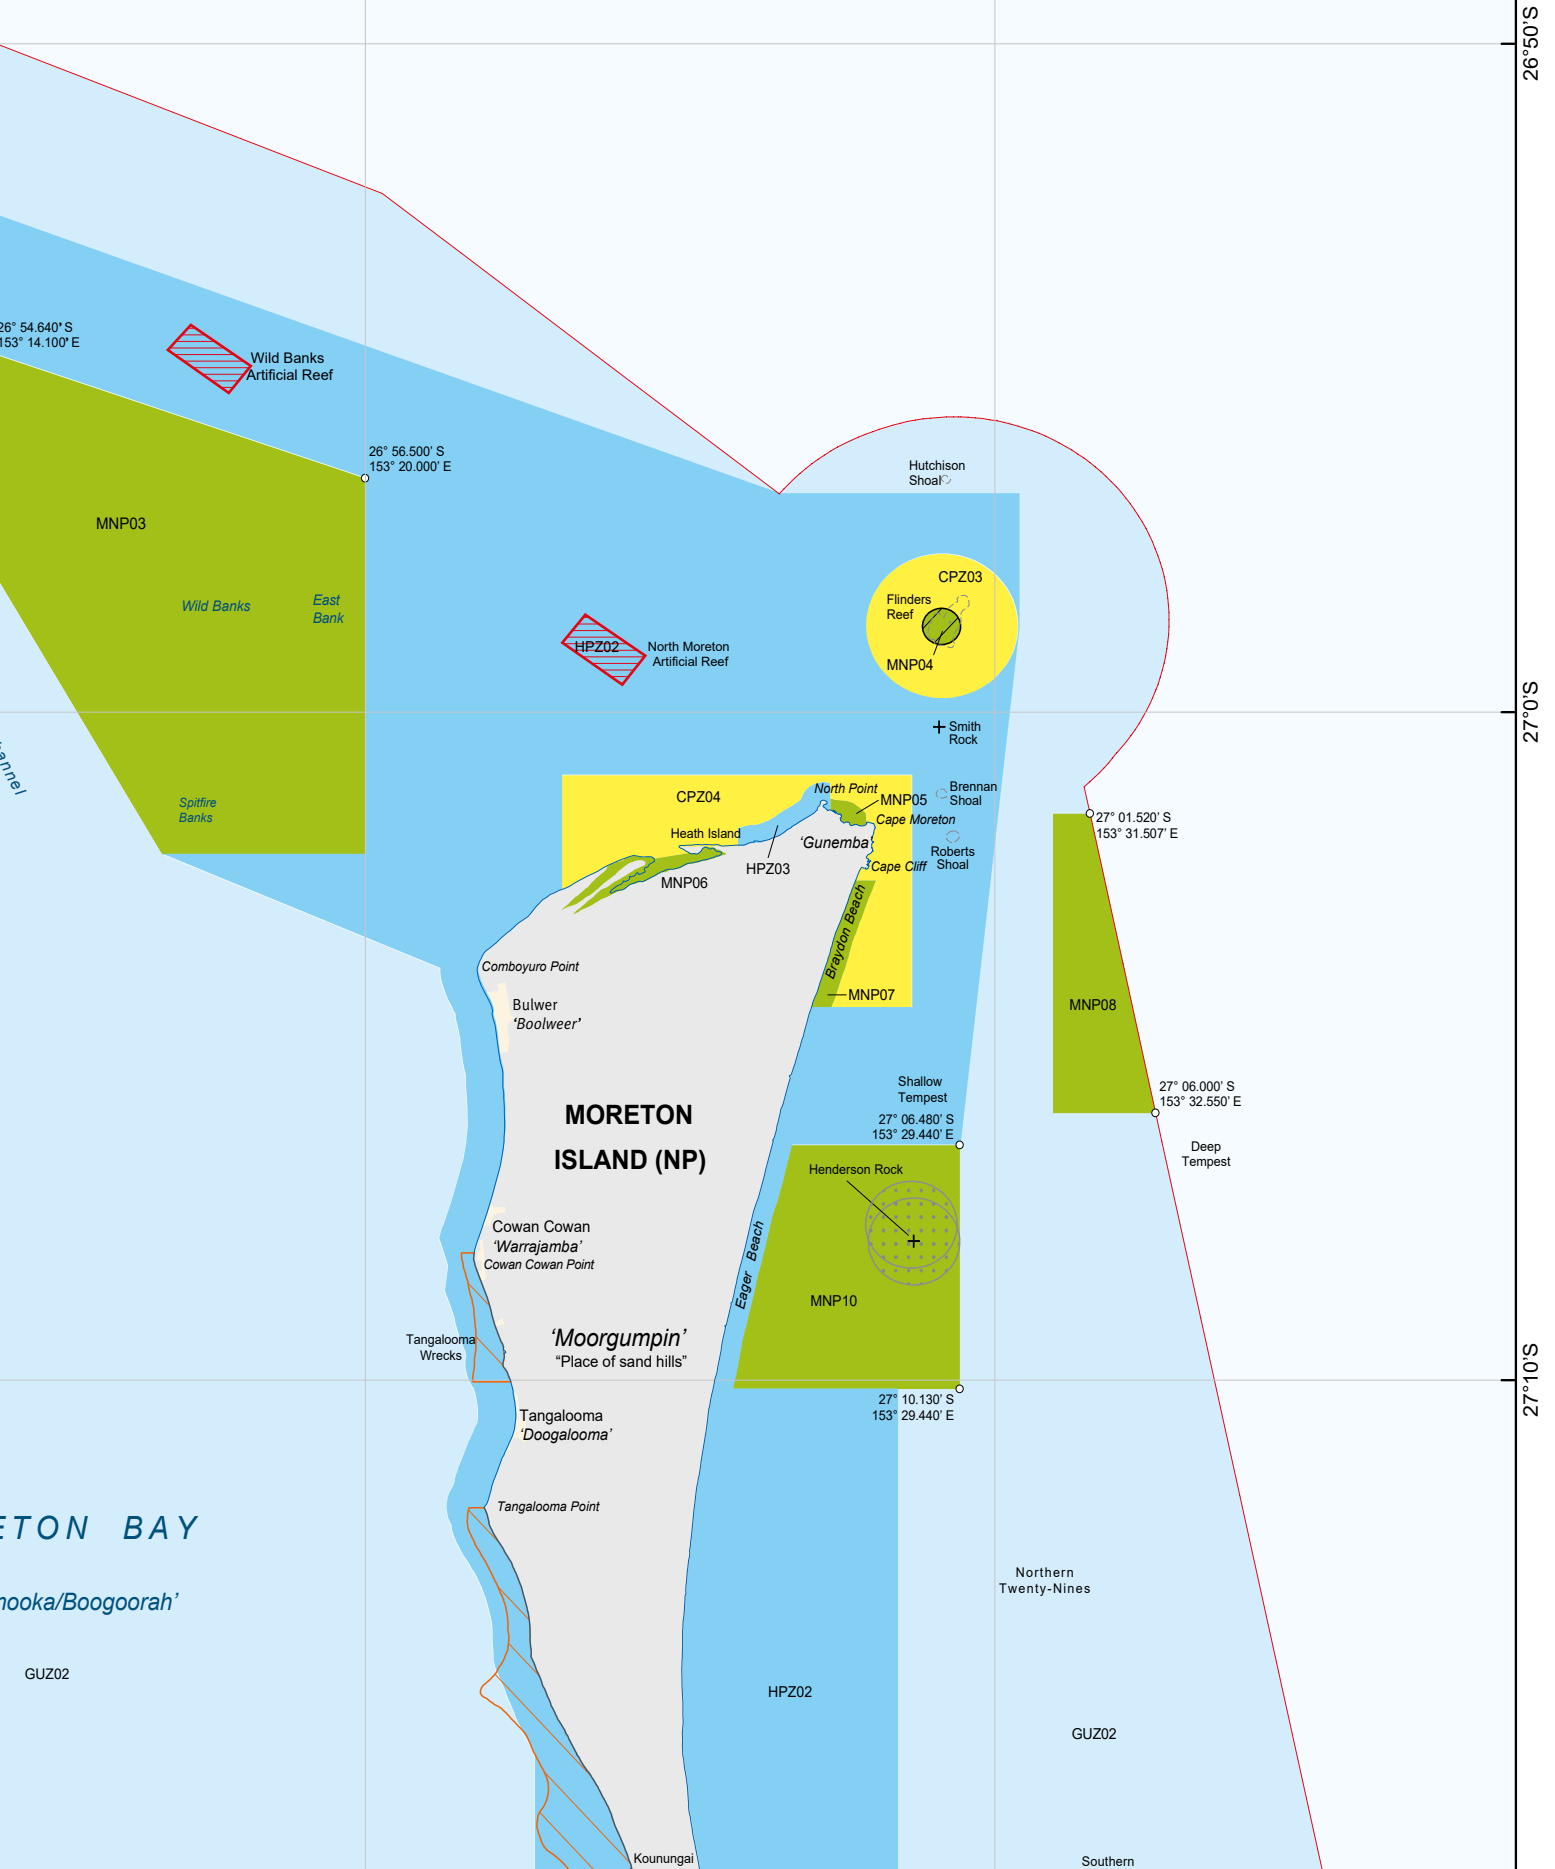 26°50'S
26° 54.640' S
153° 14.100' E
Wild Banks
Artificial Reef
26° 56.500' S
153° 20.000' E
Hutchison
Shoal
MNP03
CPZ03
Flinders
Reef
MNP04
Wild Banks
East
Bank
HPZ02
North Moreton
Artificial Reef
27°0'S
Smith
Rock
Spitfire
Banks
CPZ04
North Point
MNP05
Brennan
Shoal
Cape Moreton
27° 01.520' S
153° 31.507' E
Heath Island
'Gunemba'
Roberts
Shoal
HPZ03
Cape Cliff
MNP06
Braydon Beach
Comboyuro Point
MNP07
MNP08
Bulwer
'Boolweer'
Shallow
Tempest
27° 06.000' S
153° 32.550' E
MORETON
ISLAND (NP)
27° 06.480' S
153° 29.440' E
Deep
Tempest
Henderson Rock
Cowan Cowan
'Warrajamba'
Cowan Cowan Point
Eager Beach
MNP10
Tangalooma
Wrecks
'Moorgumpin'
"Place of sand hills"
27°10'S
27° 10.130' S
153° 29.440' E
Tangalooma
'Doogalooma'
Tangalooma Point
BAY
Northern
Twenty-Nines
GUZ02
HPZ02
GUZ02
Kounungai
Southern